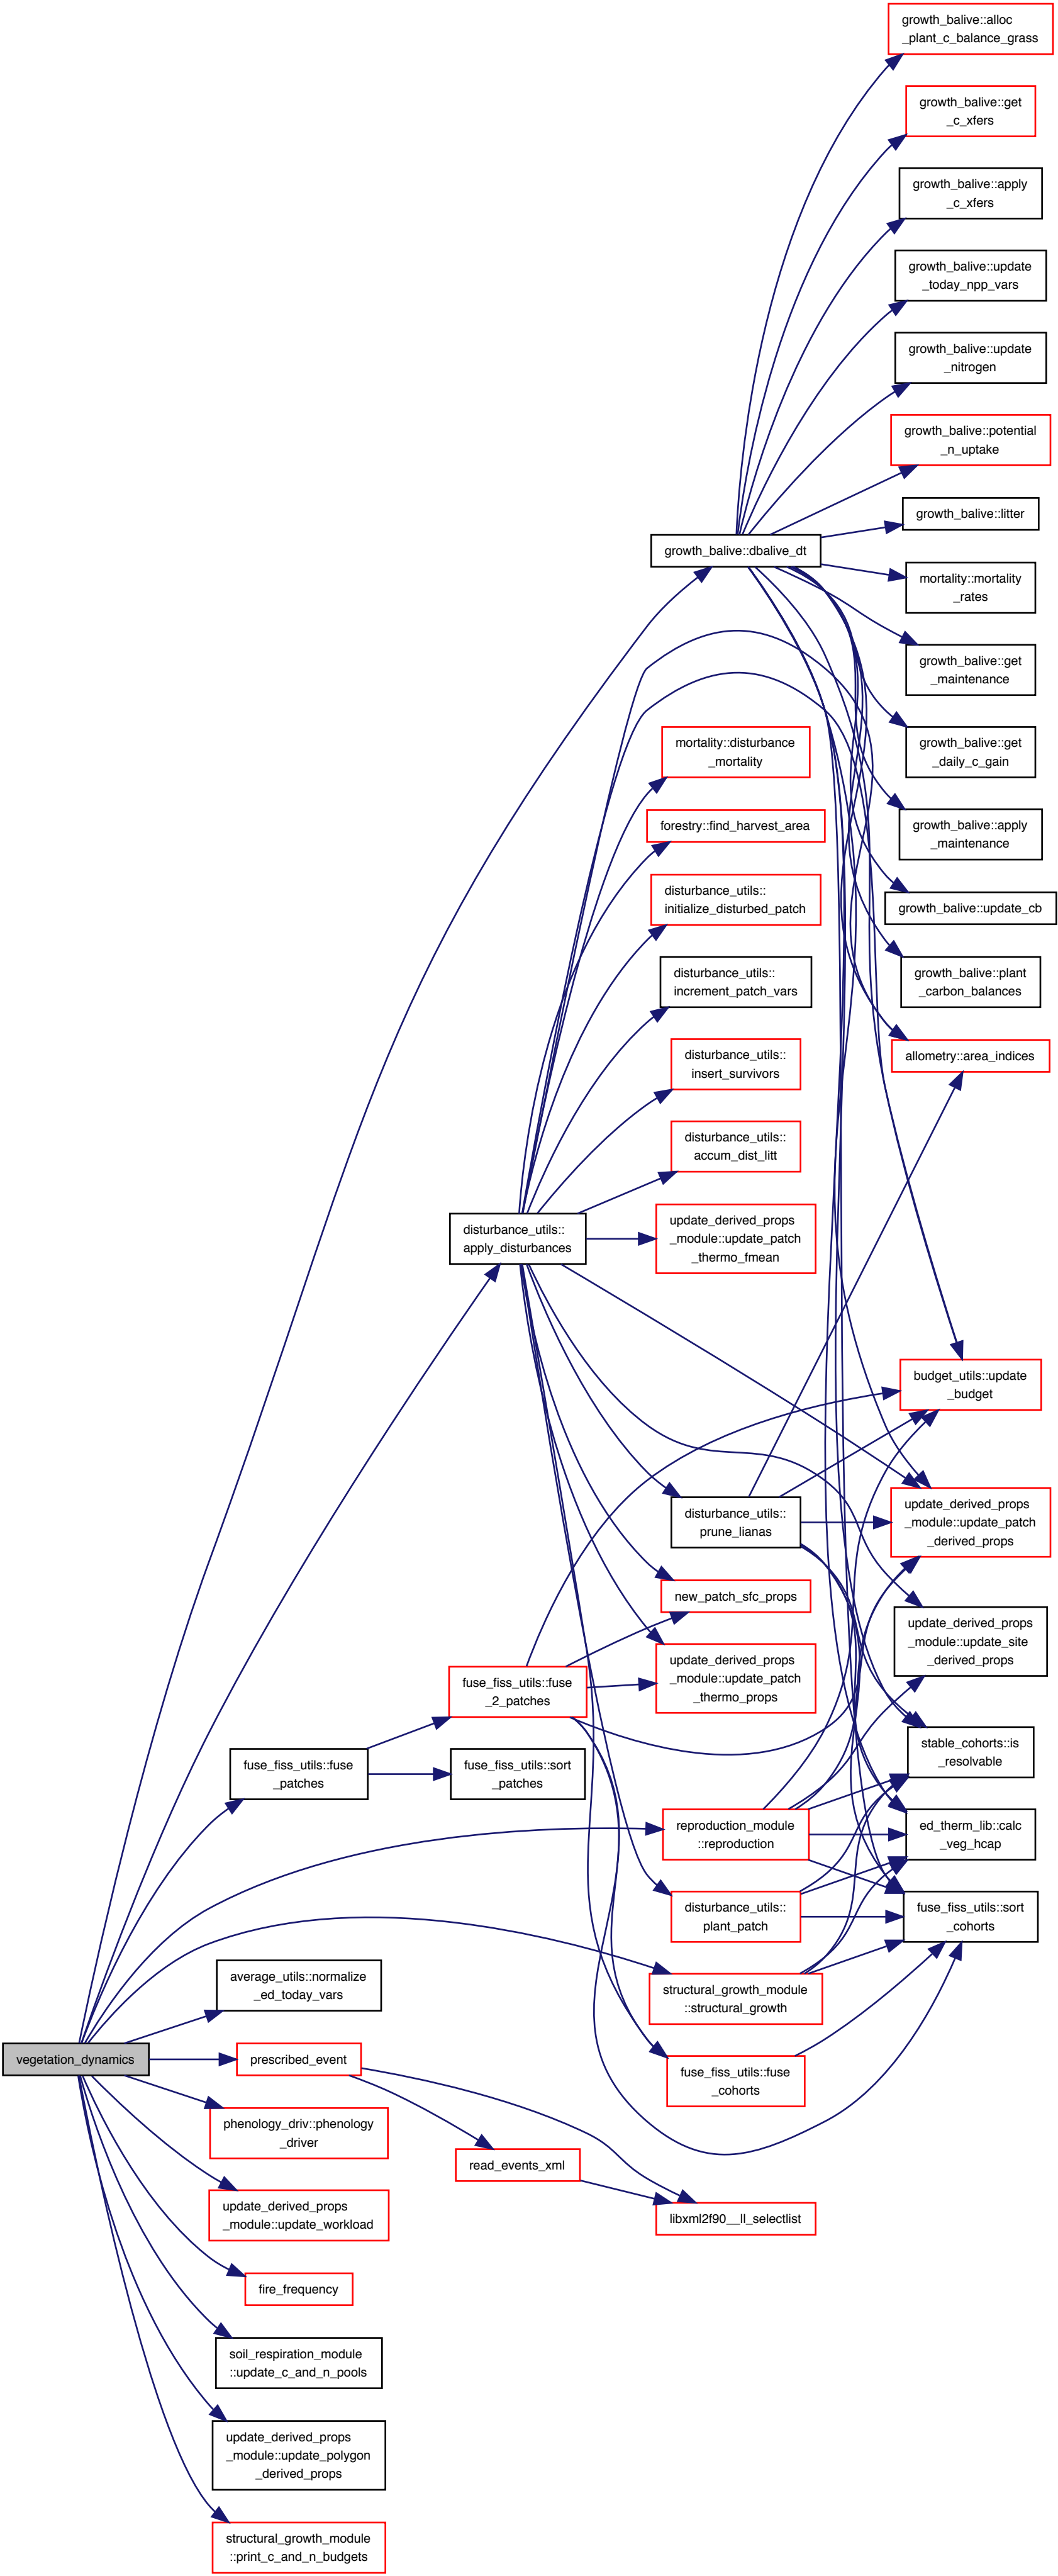 growth_balive::alloc
_plant_c_balance_grass
growth_balive::get
_c_xfers
growth_balive::apply
_c_xfers
growth_balive::update
_today_npp_vars
growth_balive::update
_nitrogen
growth_balive::potential
_n_uptake
growth_balive::litter
growth_balive::dbalive_dt
mortality::mortality
_rates
growth_balive::get
_maintenance
growth_balive::get
_daily_c_gain
mortality::disturbance
_mortality
forestry::find_harvest_area
growth_balive::apply
_maintenance
disturbance_utils::
initialize_disturbed_patch
growth_balive::update_cb
disturbance_utils::
increment_patch_vars
growth_balive::plant
_carbon_balances
disturbance_utils::
insert_survivors
allometry::area_indices
disturbance_utils::
accum_dist_litt
disturbance_utils::
apply_disturbances
update_derived_props
_module::update_patch
_thermo_fmean
budget_utils::update
_budget
disturbance_utils::
prune_lianas
update_derived_props
_module::update_patch
_derived_props
new_patch_sfc_props
update_derived_props
_module::update_site
_derived_props
fuse_fiss_utils::fuse
_2_patches
update_derived_props
_module::update_patch
_thermo_props
fuse_fiss_utils::fuse
_patches
fuse_fiss_utils::sort
_patches
stable_cohorts::is
_resolvable
reproduction_module
::reproduction
ed_therm_lib::calc
_veg_hcap
disturbance_utils::
plant_patch
fuse_fiss_utils::sort
_cohorts
average_utils::normalize
_ed_today_vars
structural_growth_module
::structural_growth
vegetation_dynamics
prescribed_event
fuse_fiss_utils::fuse
_cohorts
phenology_driv::phenology
_driver
read_events_xml
update_derived_props
_module::update_workload
libxml2f90__ll_selectlist
fire_frequency
soil_respiration_module
::update_c_and_n_pools
update_derived_props
_module::update_polygon
_derived_props
structural_growth_module
::print_c_and_n_budgets